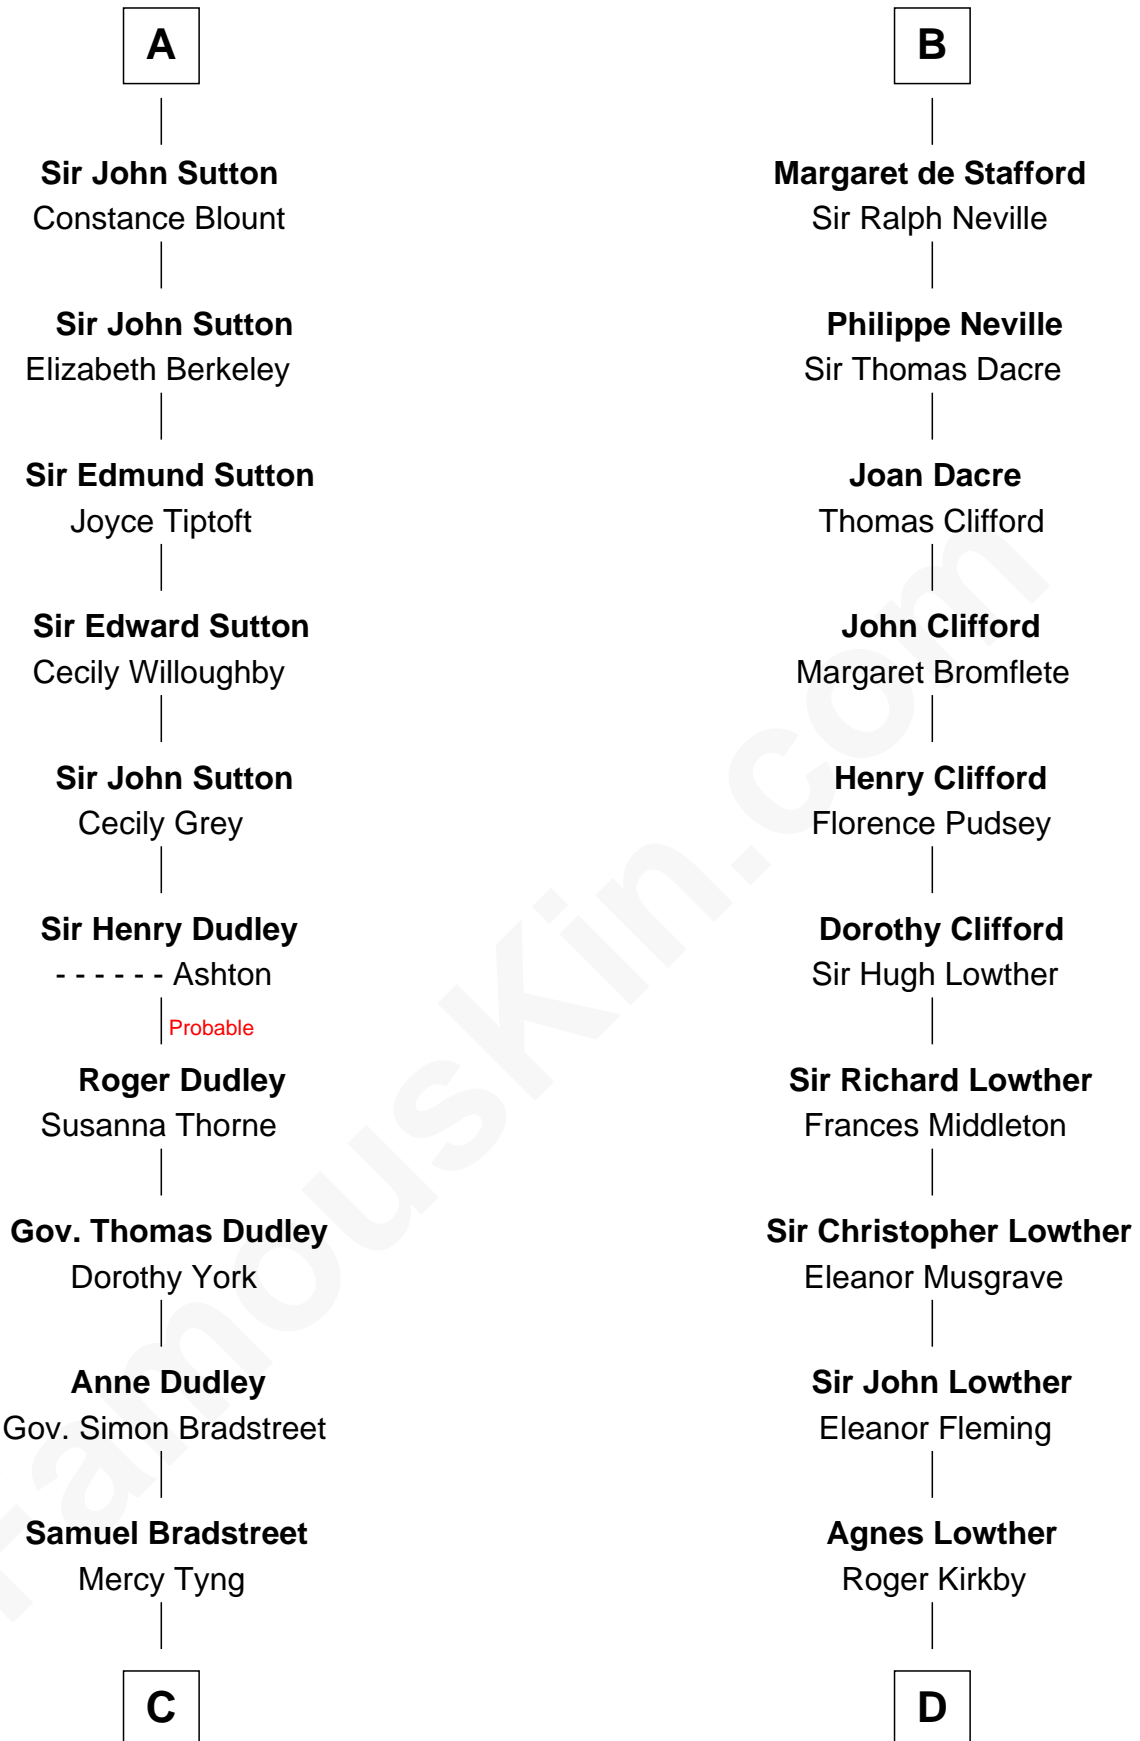 A
Sir John Sutton
Constance Blount
Sir John Sutton
Elizabeth Berkeley
Sir Edmund Sutton
Joyce Tiptoft
Sir Edward Sutton
Cecily Willoughby
Sir John Sutton
Cecily Grey
Sir Henry Dudley
- - - - - - Ashton
Probable
Roger Dudley
Susanna Thorne
Gov. Thomas Dudley
Dorothy York
Anne Dudley
Gov. Simon Bradstreet
Samuel Bradstreet
Mercy Tyng
C
B
Margaret de Stafford
Sir Ralph Neville
Philippe Neville
Sir Thomas Dacre
Joan Dacre
Thomas Clifford
John Clifford
Margaret Bromflete
Henry Clifford
Florence Pudsey
Dorothy Clifford
Sir Hugh Lowther
Sir Richard Lowther
Frances Middleton
Sir Christopher Lowther
Eleanor Musgrave
Sir John Lowther
Eleanor Fleming
Agnes Lowther
Roger Kirkby
D
FamousKin.com